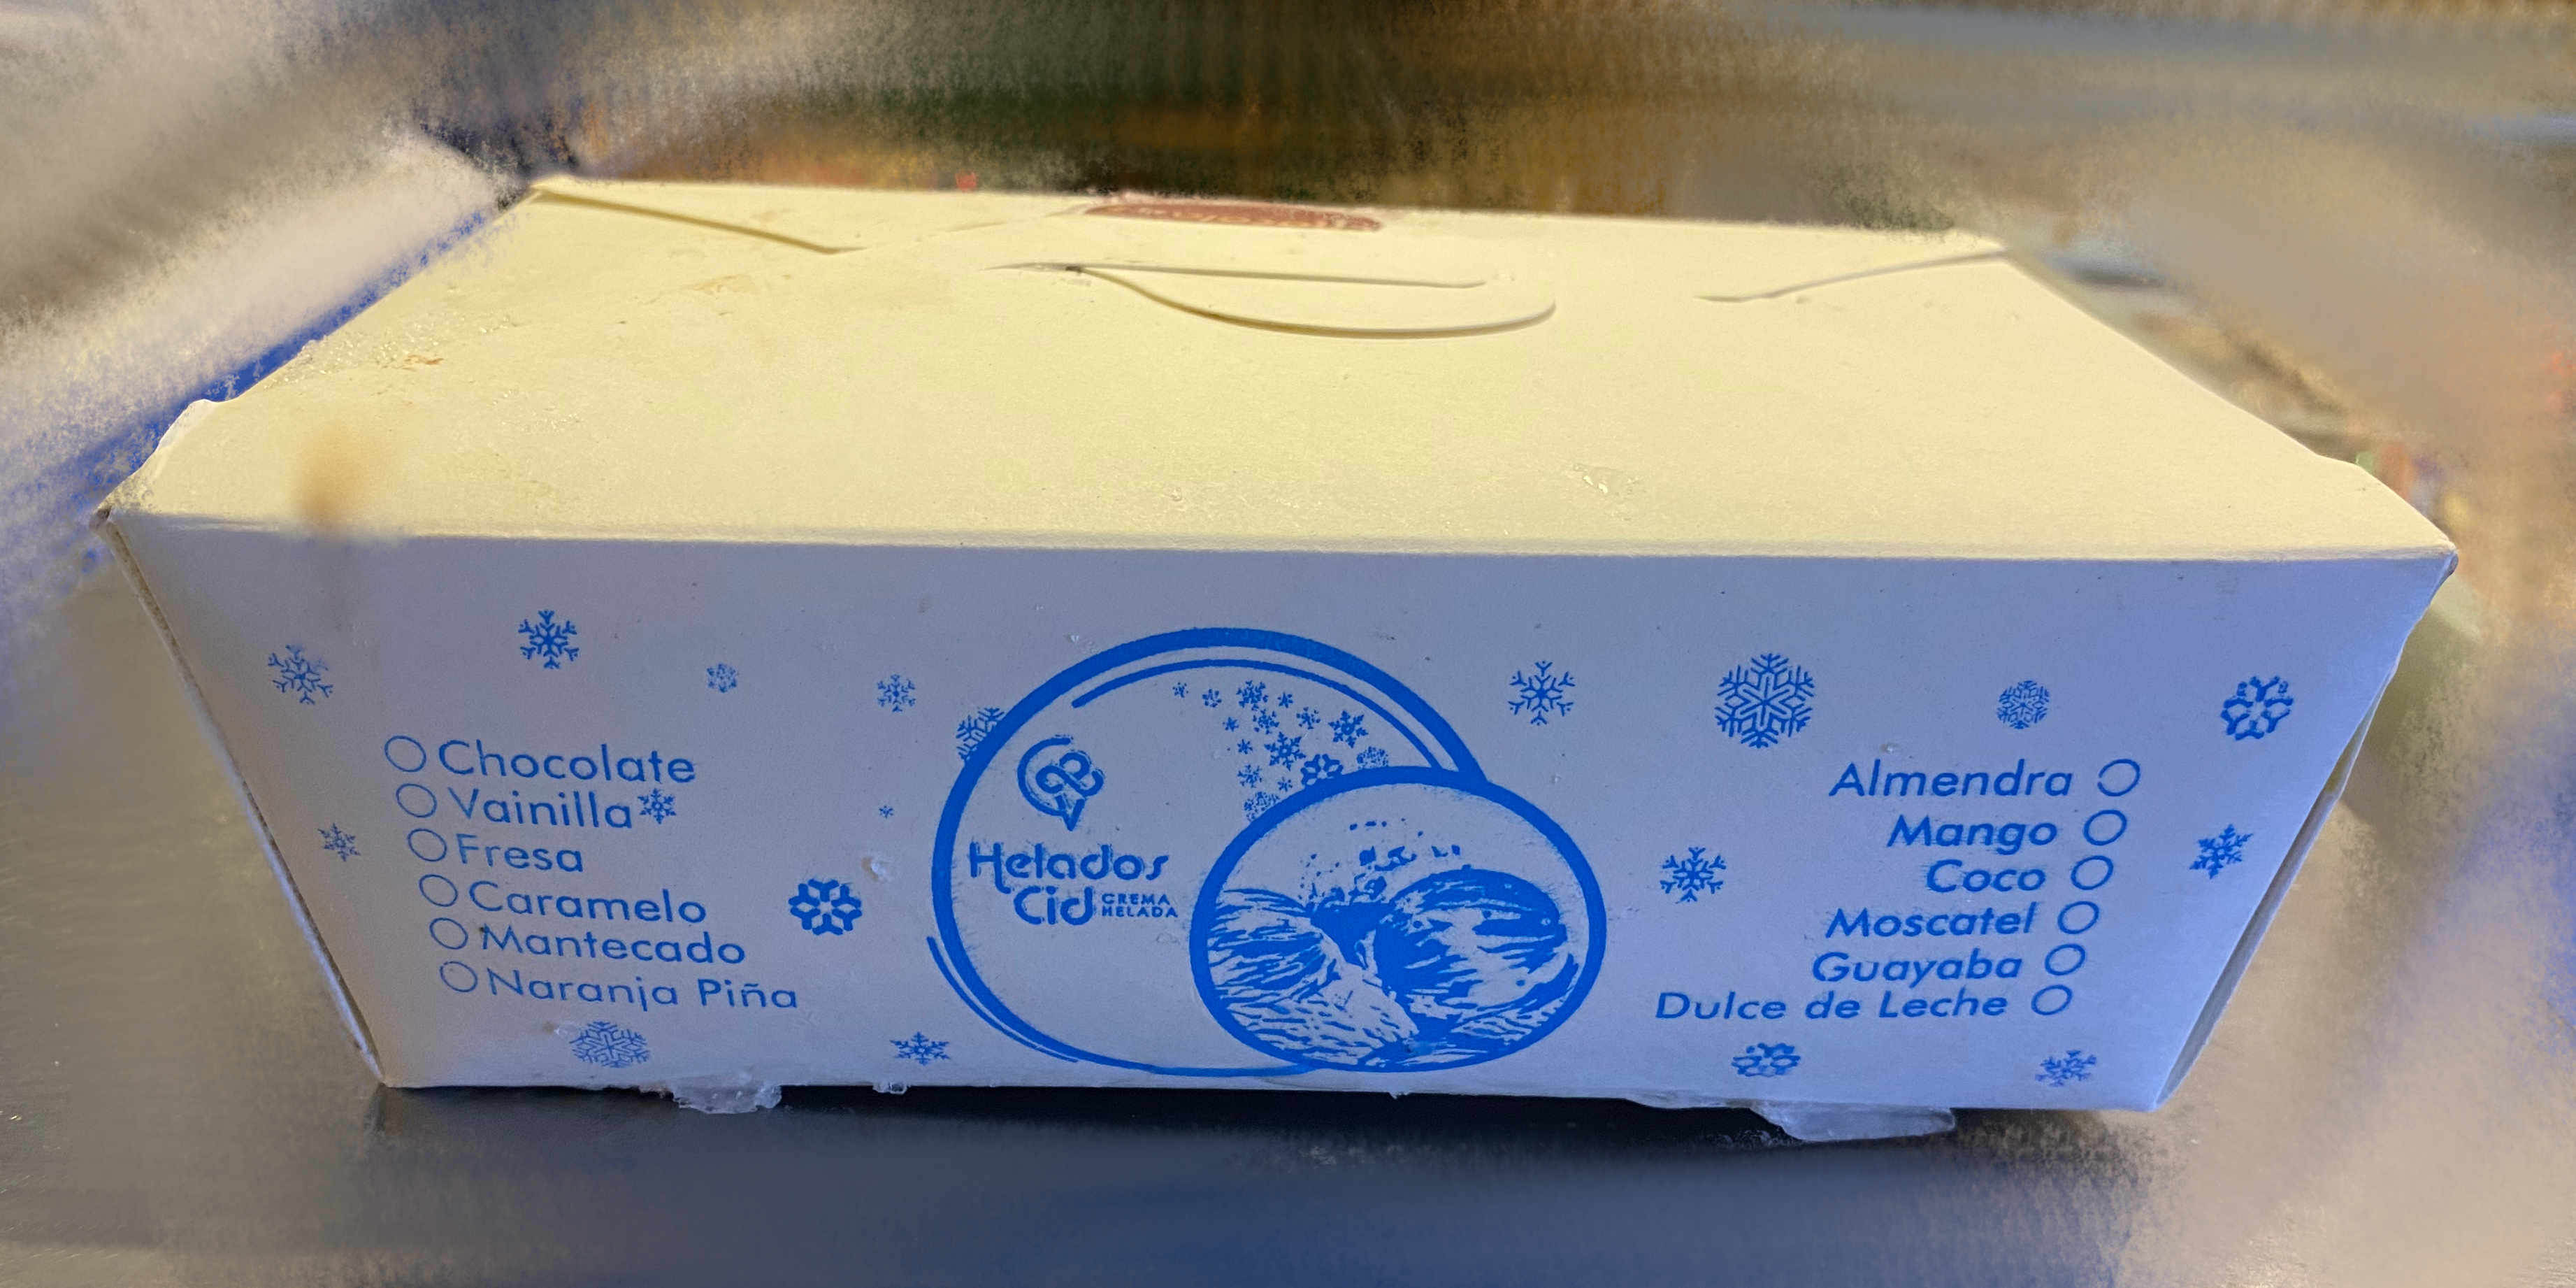 Chocolate
Vainilla
Fresa
Caramelo
Mantecado
Naranja Piña
Helados
Cid CREMA
HELADA
Almendra
Mango
Coco
Moscatel
Guayaba
Dulce de Leche